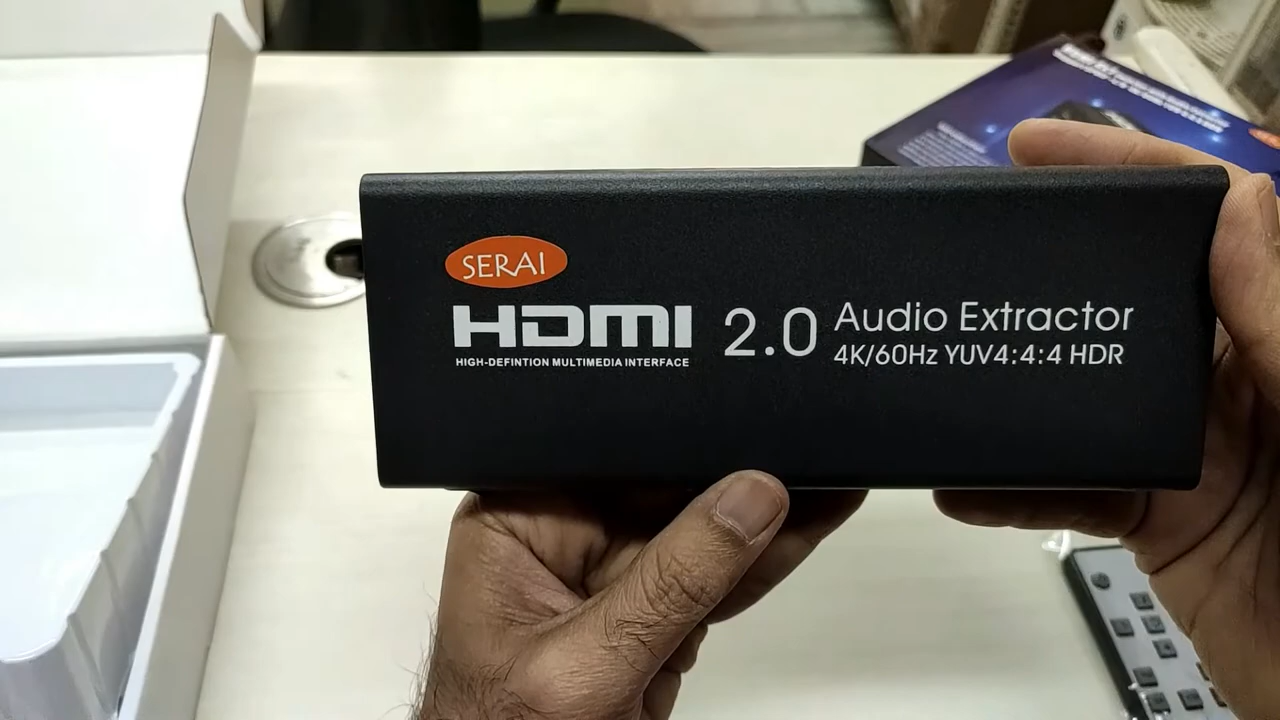 SERAI
HDMI
HIGH-DEFINTION MULTIMEDIA INTERFACE
2.0
Audio Extractor
4K/60Hz YUV4:4:4 HDR